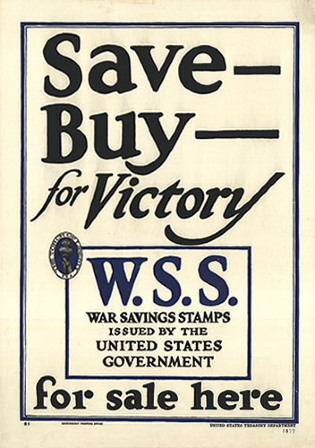 Save—
Buy—
for Victory
W.S.S.
WAR SAVINGS STAMPS
ISSUED BY THE
UNITED STATES
GOVERNMENT
for sale here
UNITED STATES TREASURY DEPARTMENT
1877